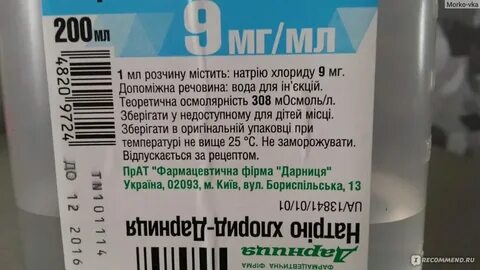 Morko-vka
200 мл
9 мг/мл
1 мл розчину містить: натрію хлориду 9 мг.
Допоміжна речовина: вода для ін'єкцій.
Теоретична осмолярність 308 мОсмоль/л.
Зберігати у недоступному для дітей місці.
Зберігати в оригінальній упаковці при
температурі не вище 25 °С. Не заморожувати.
Відпускається за рецептом.
ПрАТ "Фармацевтична фірма "Дарниця"
Україна, 02093, м. Київ, вул. Бориспільська, 13
4820 9724
TN101114
ДО 12 2016
UA/13841/01/01
Дарниця
ФАРМАЦЕВТИЧНА ФІРМА
Натрію хлорид-Дарниця
IRECOMMEND.RU